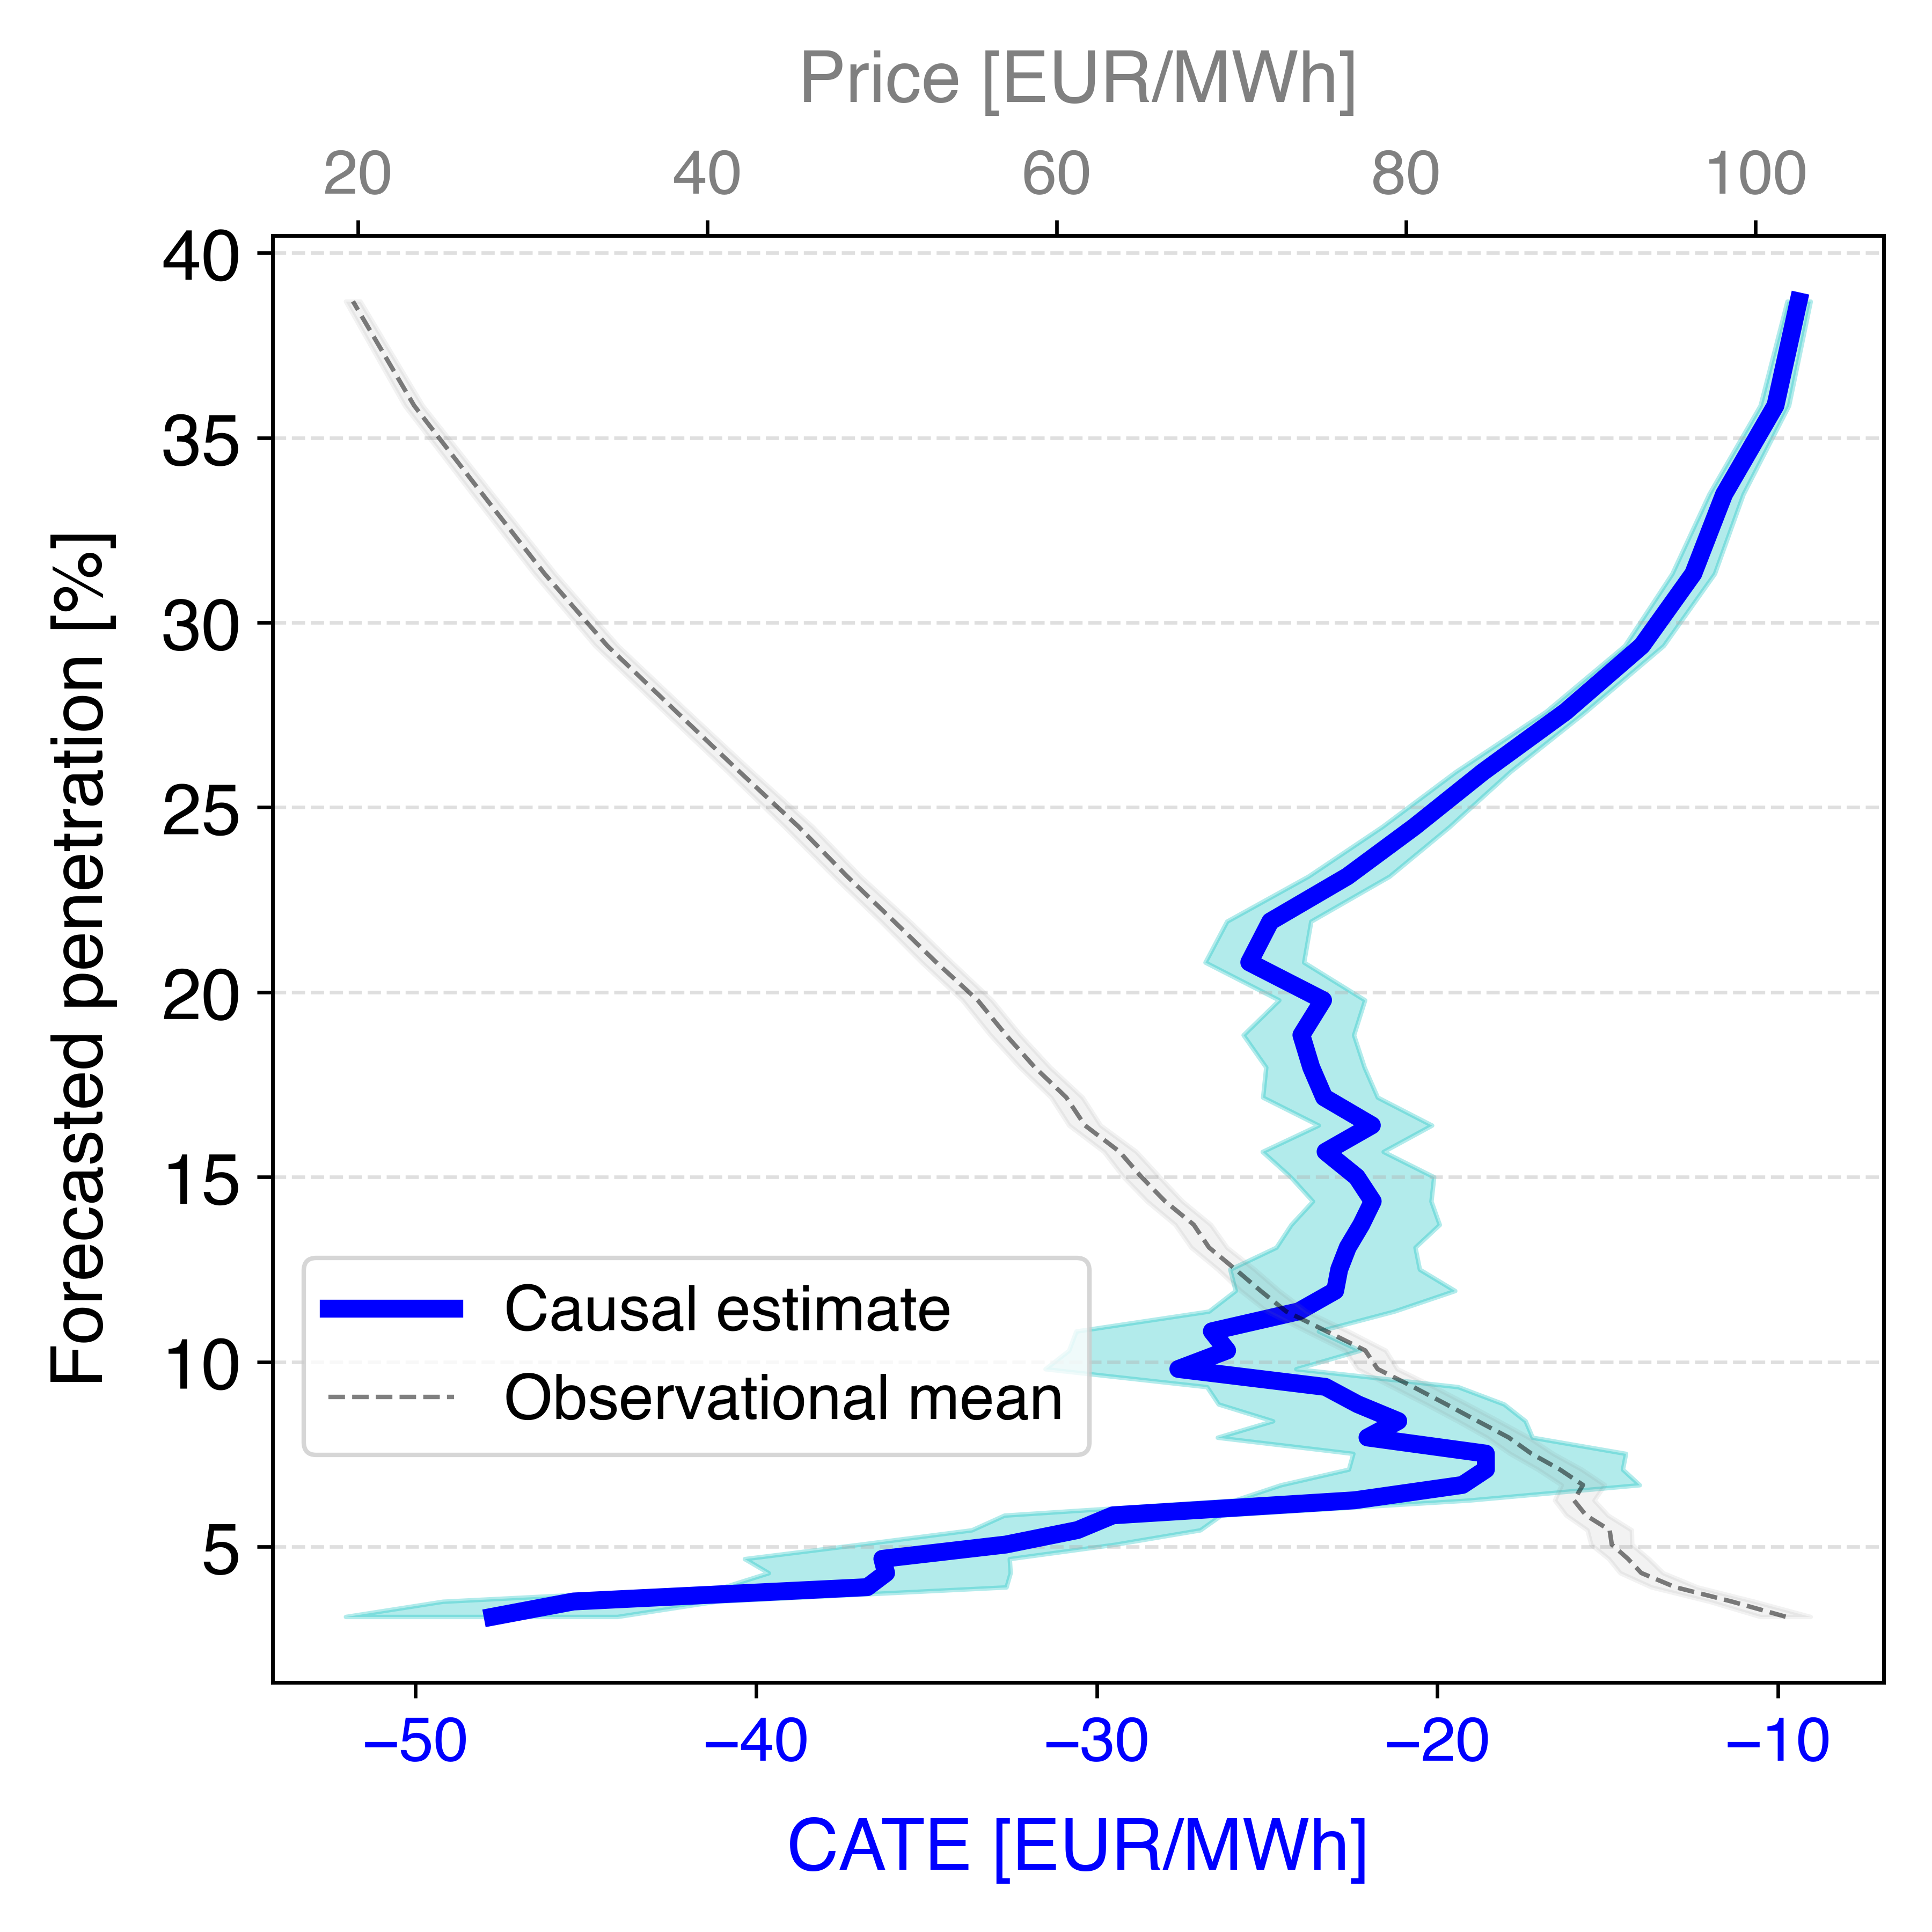 Price [EUR/MWh]
20 40 60 80 100
Forecasted penetration [%]
40
35
30
25
20
15
10
5
Causal estimate
Observational mean
−50 −40 −30 −20 −10
CATE [EUR/MWh]